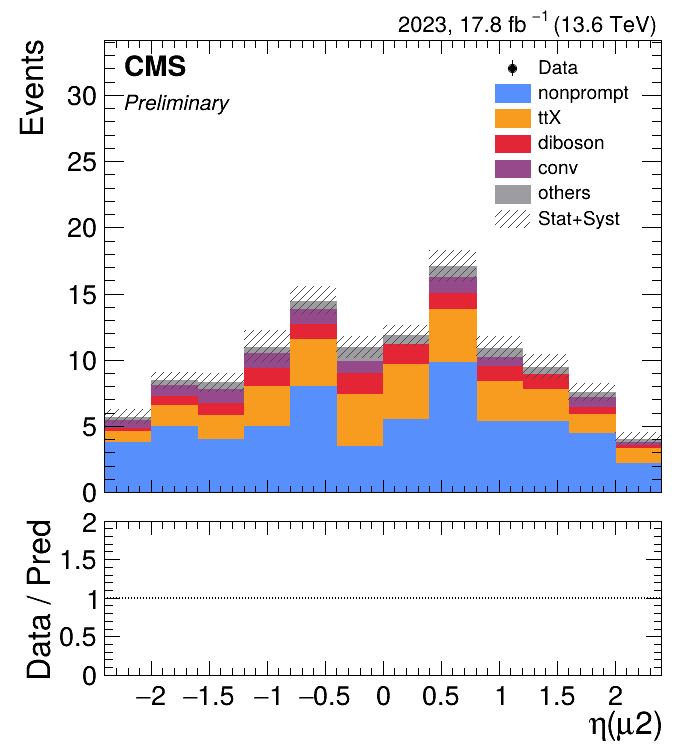 2023, 17.8 fb⁻¹ (13.6 TeV)
CMS
Preliminary
Data
nonprompt
ttX
diboson
conv
others
Stat+Syst
Events
30
25
20
15
10
5
0
Data / Pred
2
1.5
1
0.5
0
−2 −1.5 −1 −0.5 0 0.5 1 1.5 2
η(μ2)